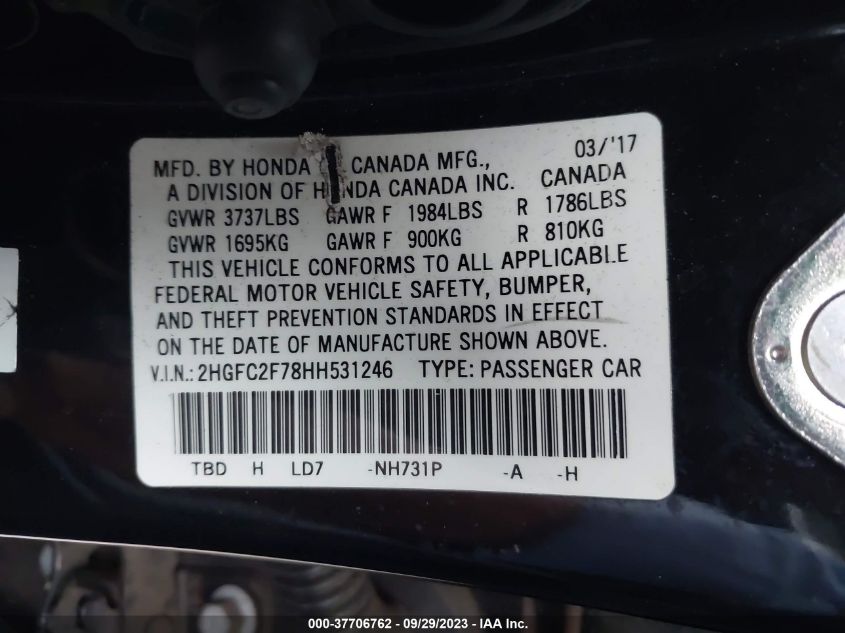 03/'17
MFD. BY HONDA CANADA MFG.,
A DIVISION OF HONDA CANADA INC. CANADA
GVWR 3737LBS GAWR F 1984LBS R 1786LBS
GVWR 1695KG GAWR F 900KG R 810KG
THIS VEHICLE CONFORMS TO ALL APPLICABLE
FEDERAL MOTOR VEHICLE SAFETY, BUMPER,
AND THEFT PREVENTION STANDARDS IN EFFECT
ON THE DATE OF MANUFACTURE SHOWN ABOVE.
V.I.N.: 2HGFC2F78HH531246 TYPE: PASSENGER CAR
TBD H LD7 -NH731P -A -H
000-37706762 - 09/29/2023 - IAA Inc.